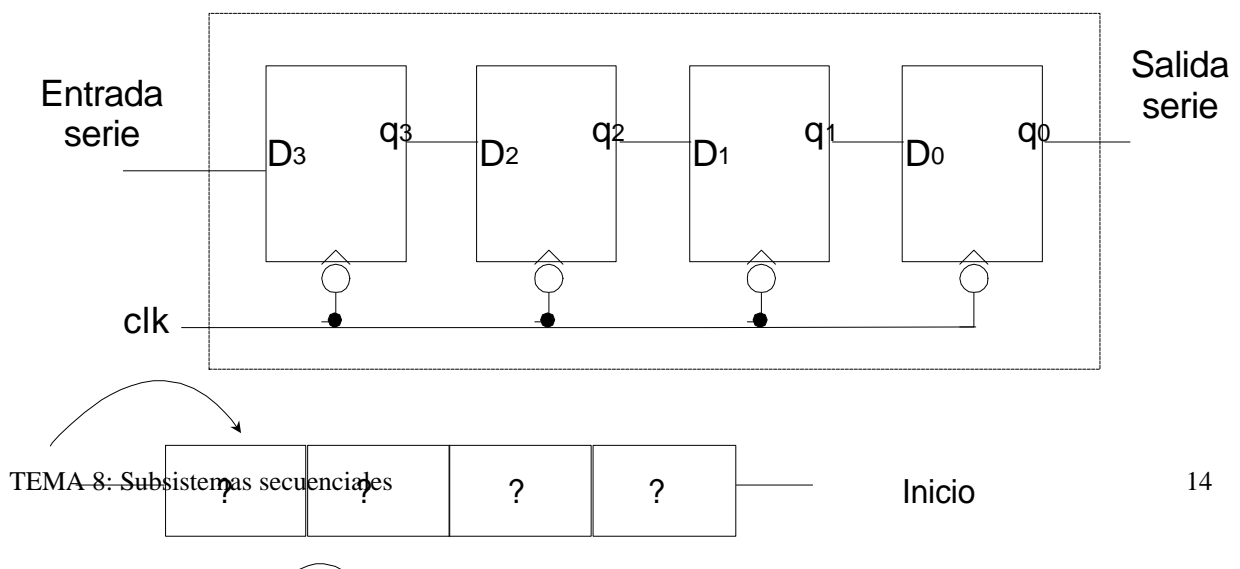 Entrada
serie
Salida
serie
D3 q3 D2 q2 D1 q1 D0 q0
clk
TEMA 8: Subsistemas secuenciales 14
? ? ? ? Inicio